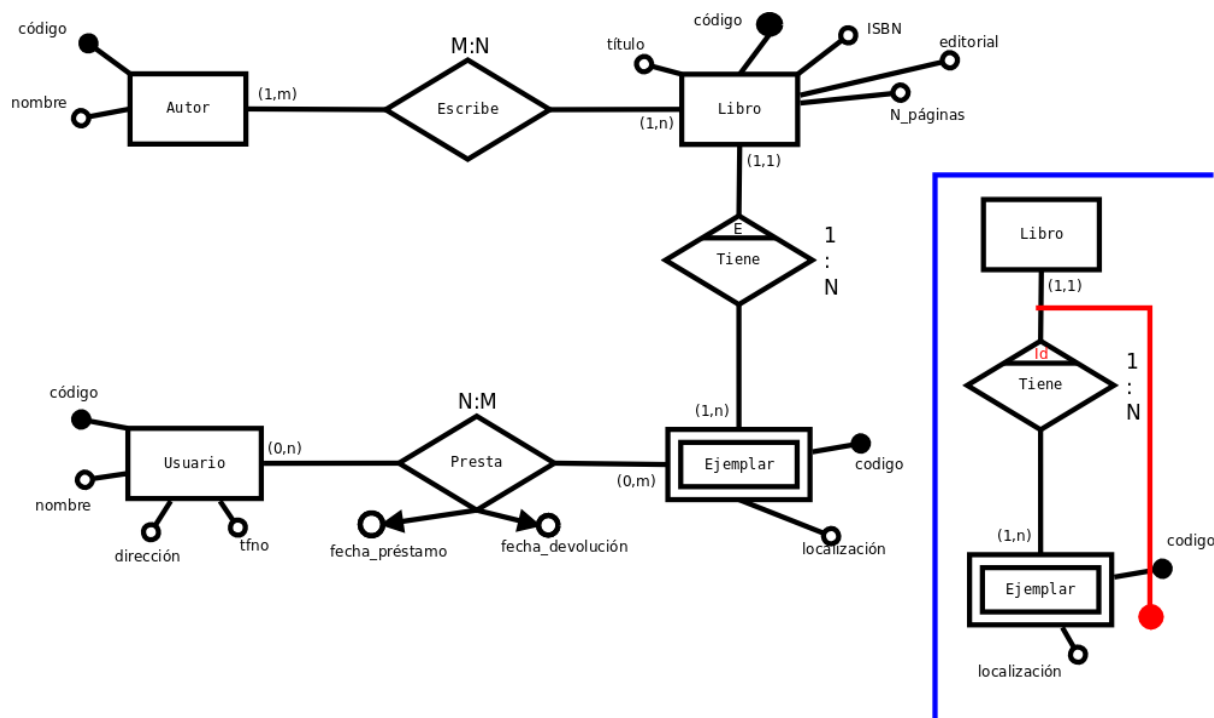 código
nombre
Autor
(1,m)
M:N
Escribe
(1,n)
título
código
ISBN
editorial
N_páginas
Libro
(1,1)
E
Tiene
1
:
N
(1,n)
Ejemplar
codigo
localización
código
nombre
Usuario
dirección
tfno
(0,n)
N:M
Presta
(0,m)
fecha_préstamo
fecha_devolución
Libro
(1,1)
Id
Tiene
1
:
N
(1,n)
Ejemplar
codigo
localización